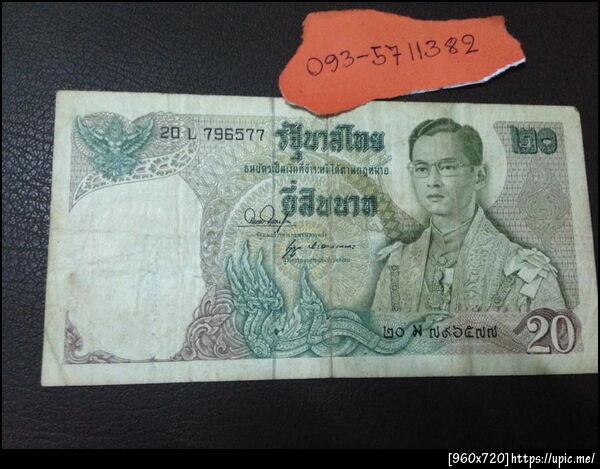 093-5711382
20 L 796577
รัฐบาลไทย
๒๐
ธนบัตรเป็นเงินที่ชำระหนี้ได้ตามกฎหมาย
ยี่สิบบาท
๒๐ ม ๗๙๖๕๗๗
20
[960x720]https://upic.me/